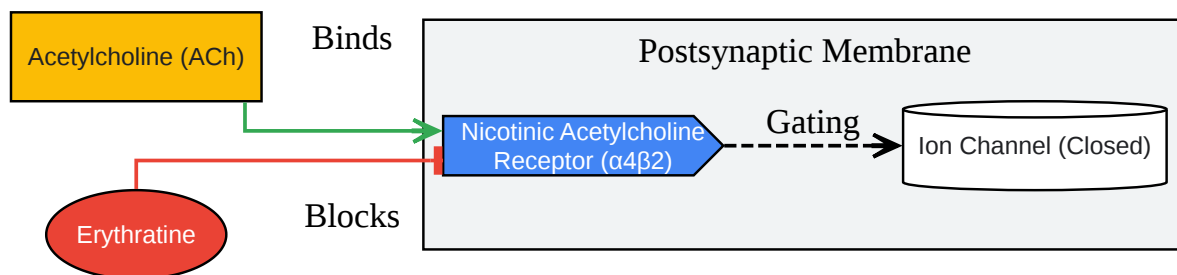 Acetylcholine (ACh)
Binds
Postsynaptic Membrane
Nicotinic Acetylcholine
Receptor (α4β2)
Gating
Ion Channel (Closed)
Blocks
Erythratine